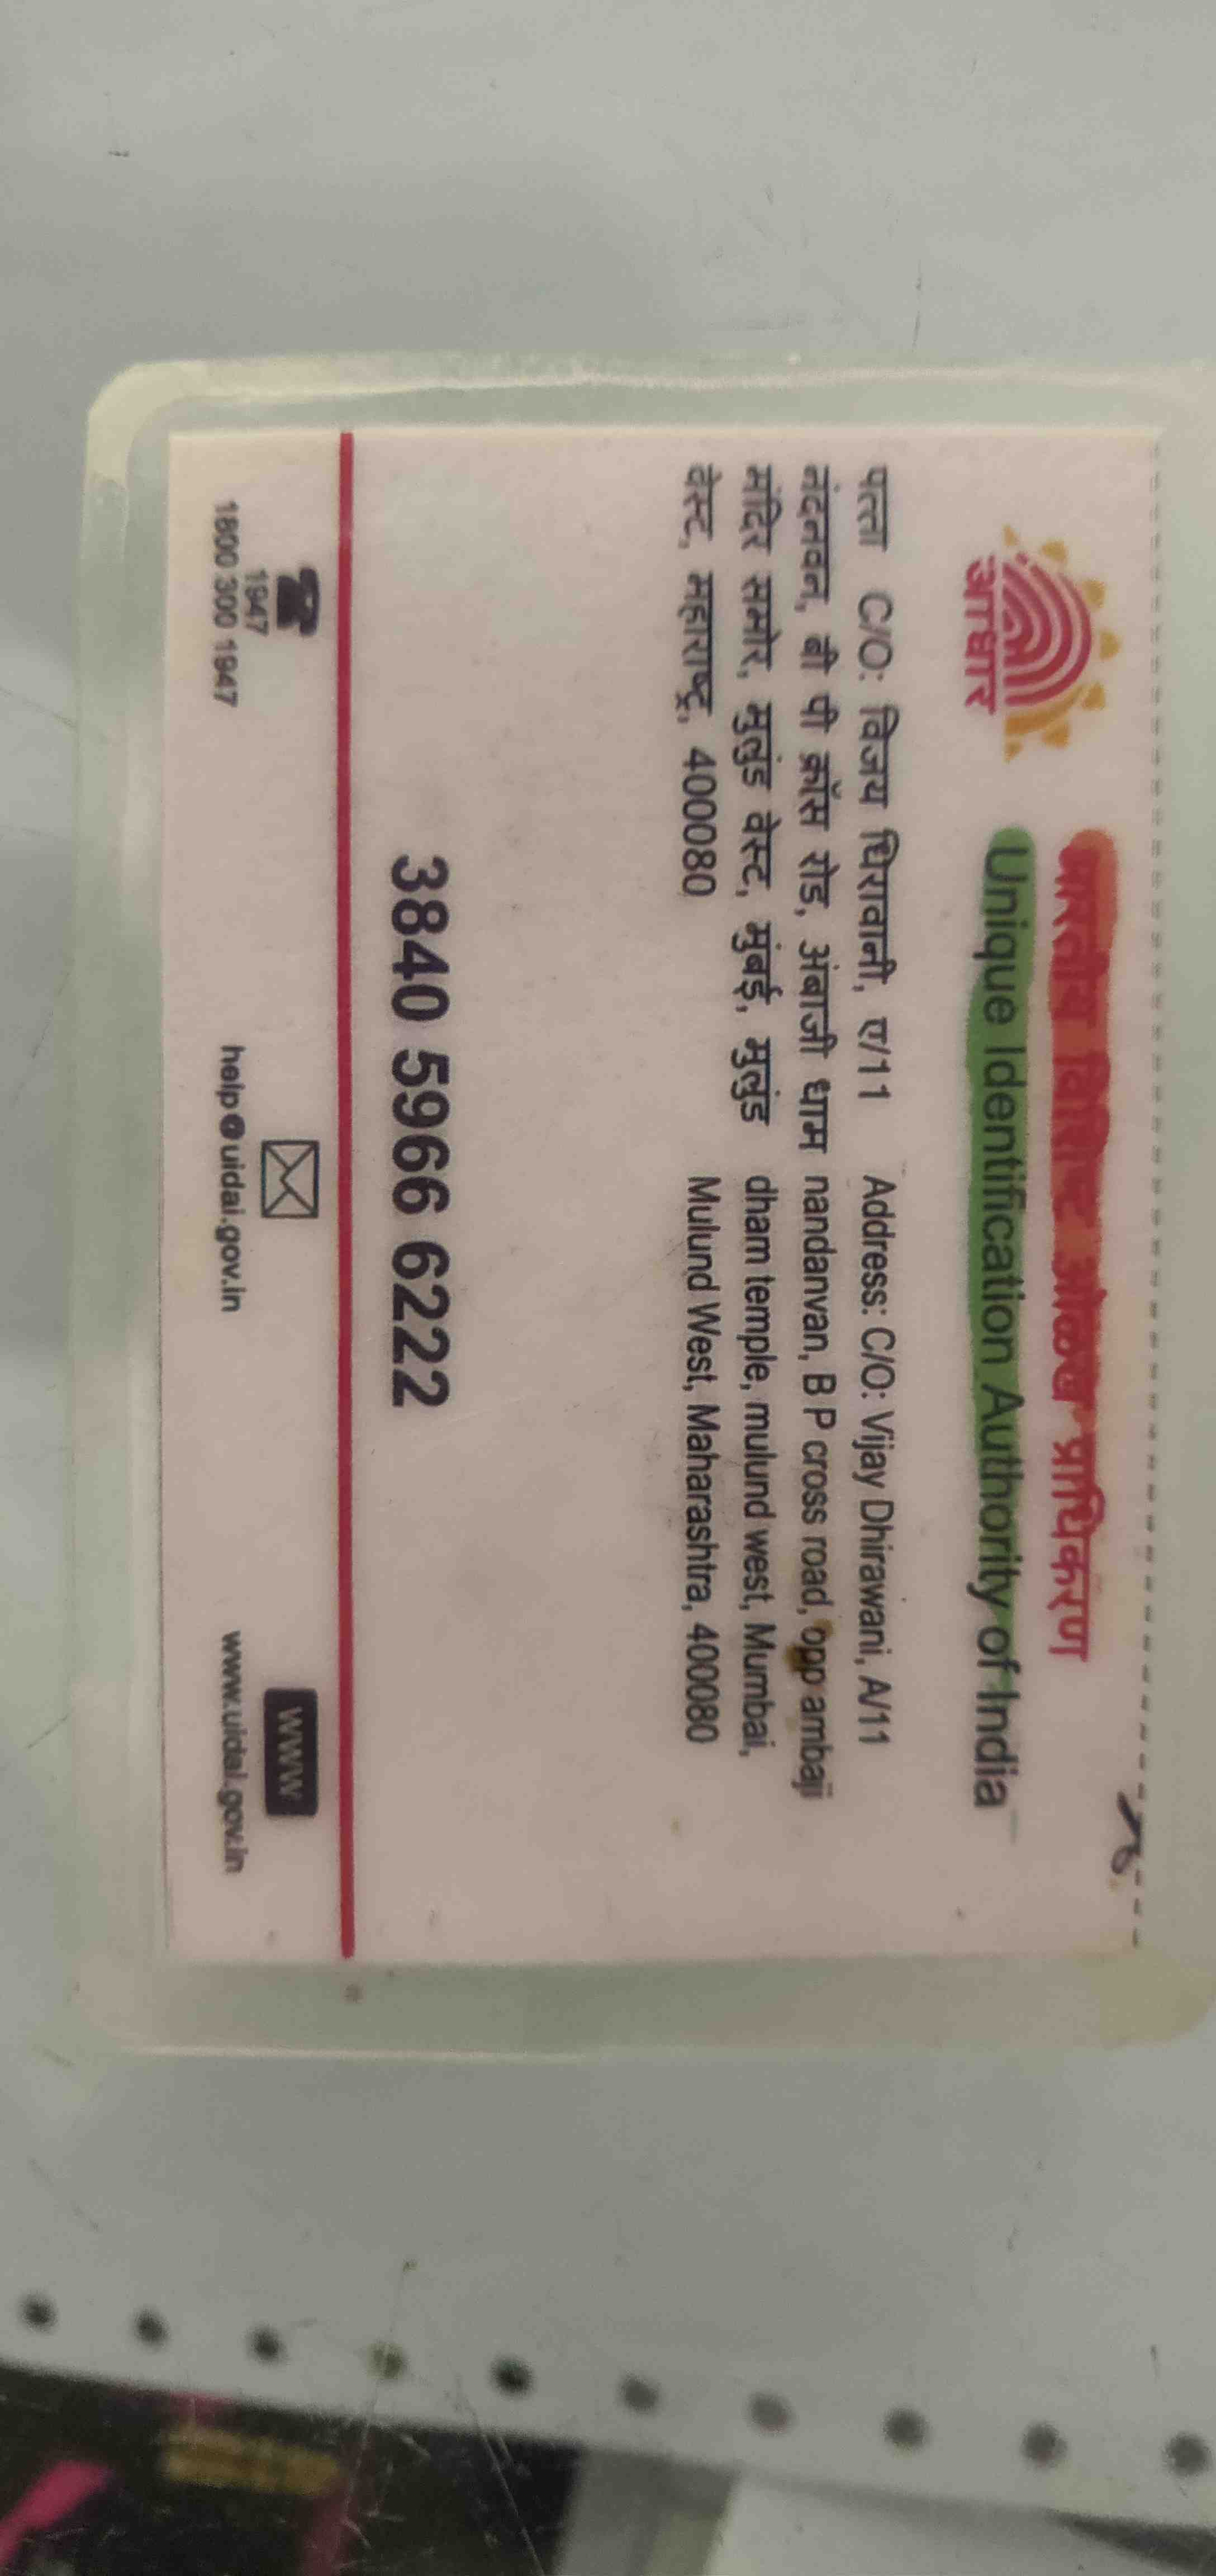 भारतीय विशिष्ट ओळख प्राधिकरण
Unique Identification Authority of India
आधार
पत्ता C/O: विजय धिरावानी, ए/11
नंदनवन, बी पी क्रॉस रोड, अंबाजी धाम
मंदिर समोर, मुलुंड वेस्ट, मुंबई, मुलुंड
वेस्ट, महाराष्ट्र, 400080
Address: C/O: Vijay Dhirawani, A/11
nandanvan, B P cross road, opp ambaji
dham temple, mulund west, Mumbai,
Mulund West, Maharashtra, 400080
3840 5966 6222
1947
1800 300 1947
help@uidai.gov.in
www
www.uidai.gov.in